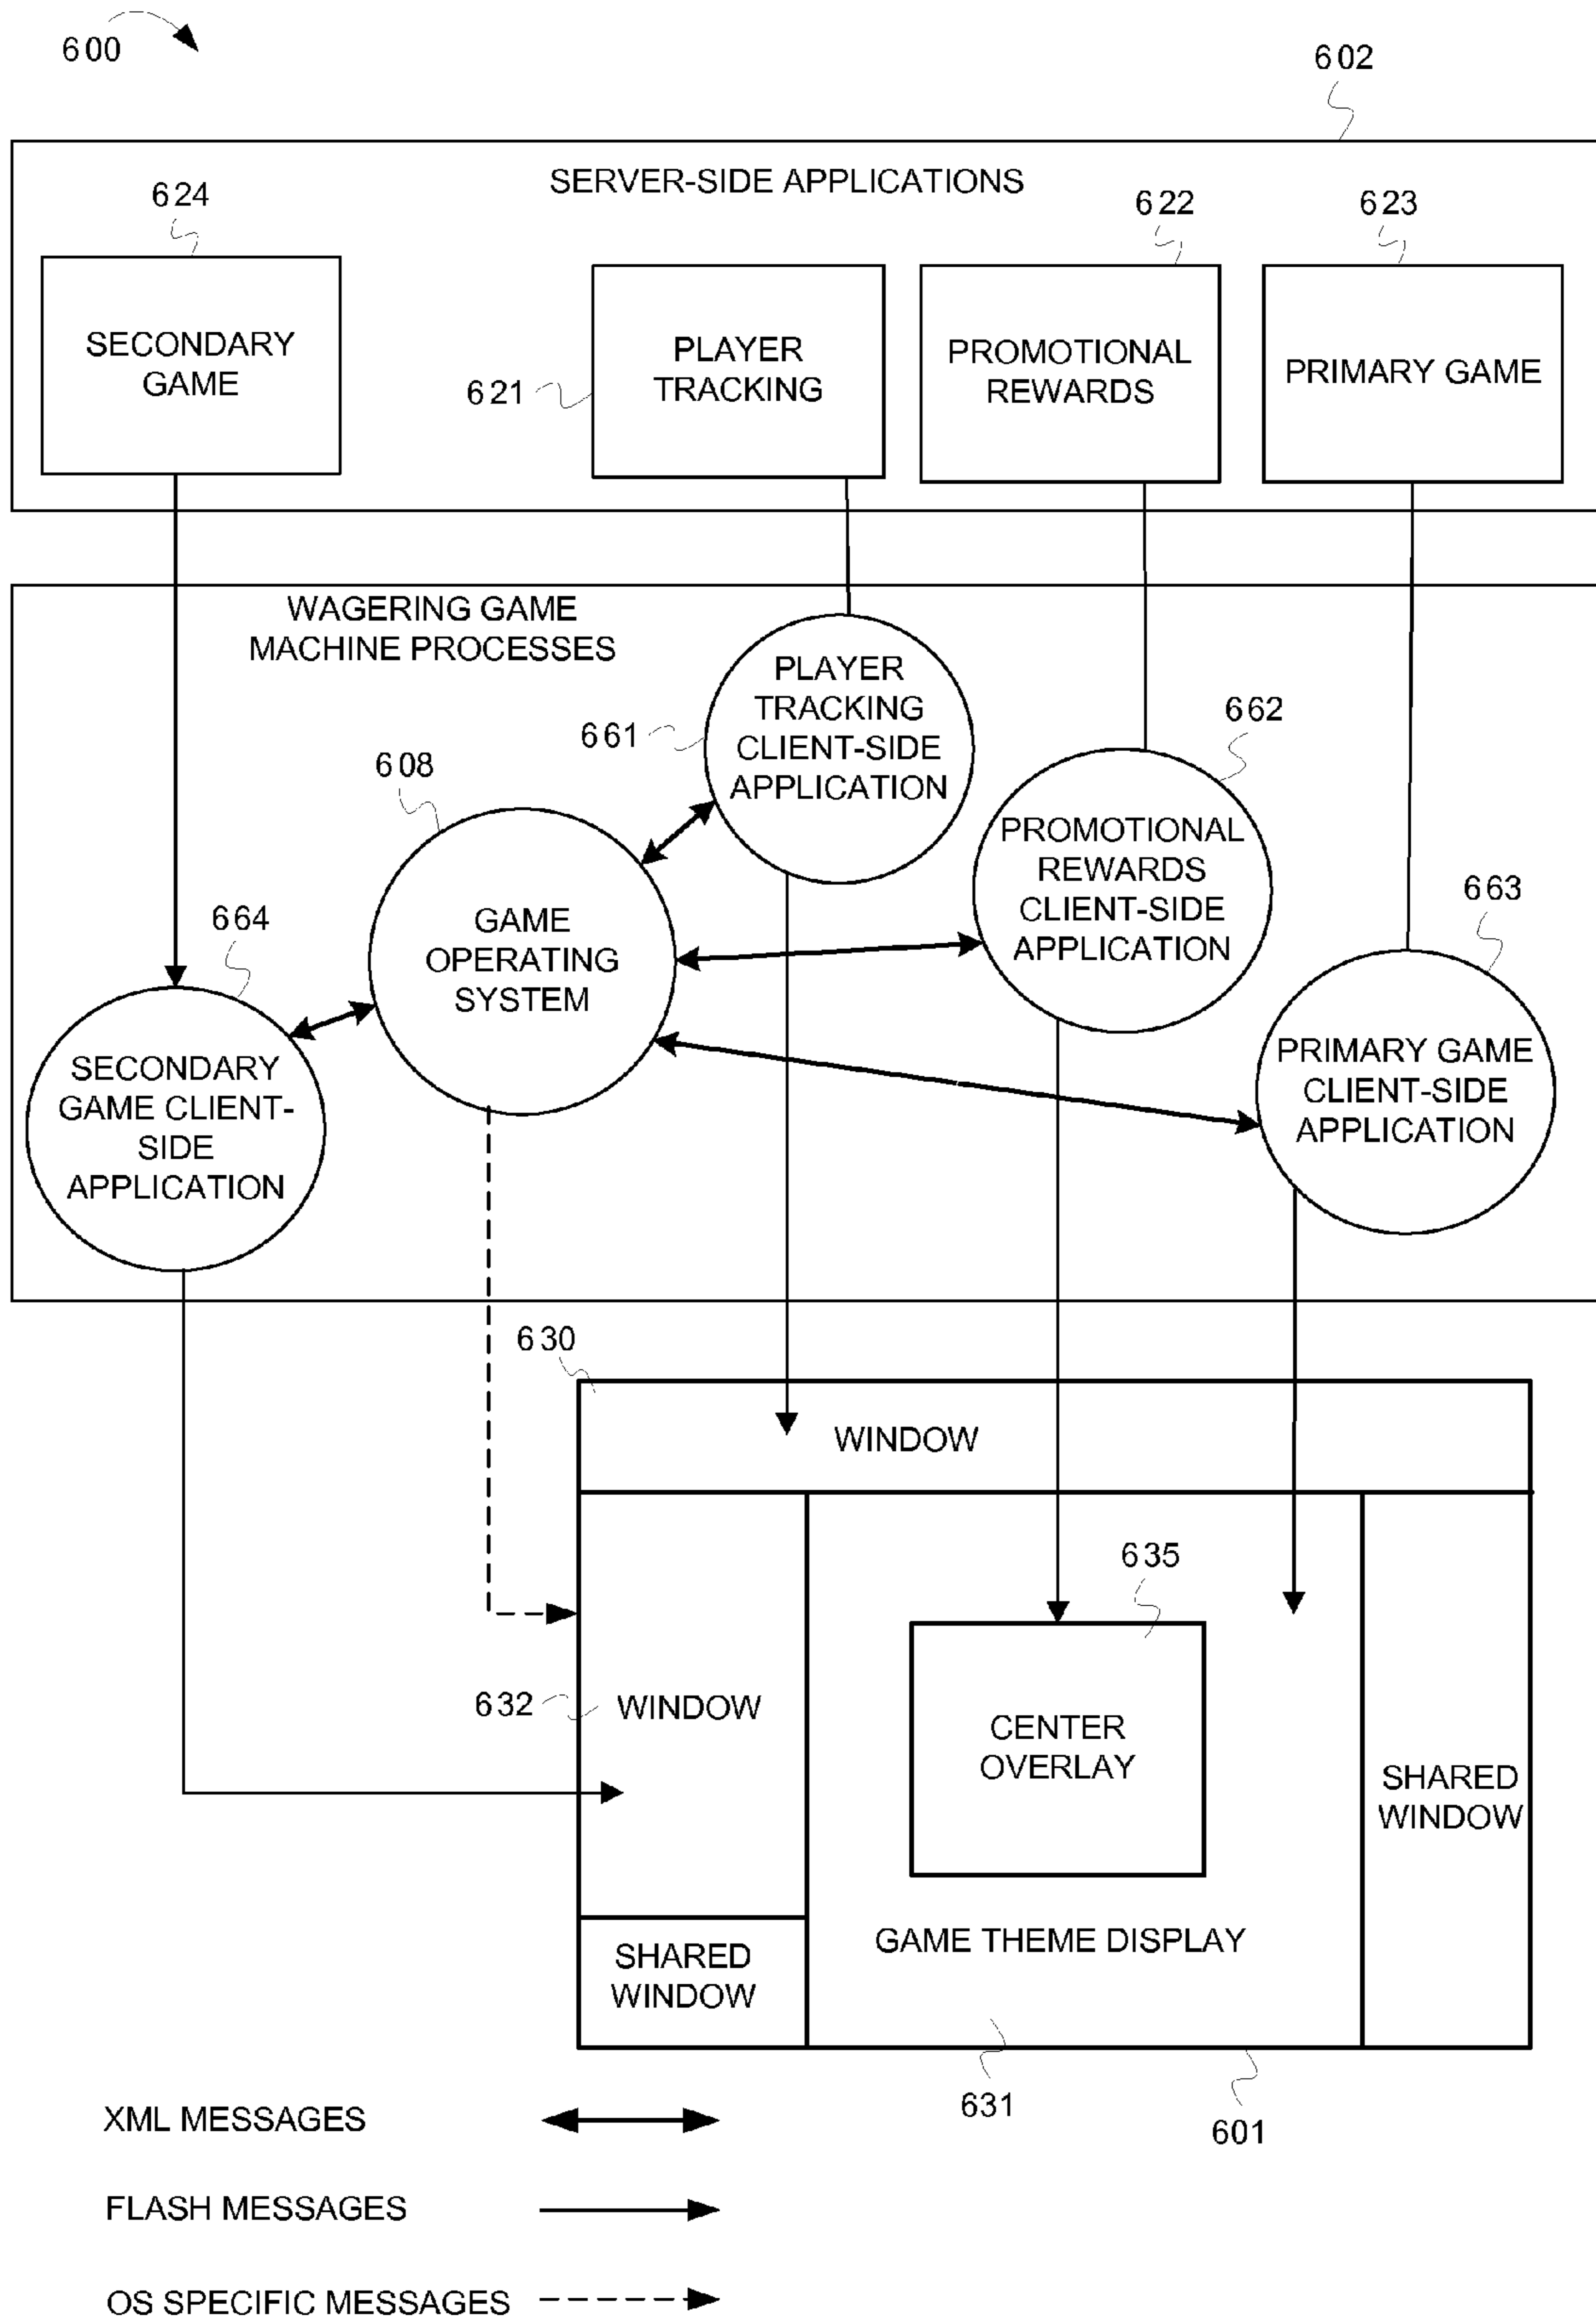 600
602
SERVER-SIDE APPLICATIONS
624
622
623
SECONDARY
GAME
621
PLAYER
TRACKING
PROMOTIONAL
REWARDS
PRIMARY GAME
WAGERING GAME
MACHINE PROCESSES
661
PLAYER
TRACKING
CLIENT-SIDE
APPLICATION
662
608
PROMOTIONAL
REWARDS
CLIENT-SIDE
APPLICATION
663
664
GAME
OPERATING
SYSTEM
SECONDARY
GAME CLIENT-
SIDE
APPLICATION
PRIMARY GAME
CLIENT-SIDE
APPLICATION
630
WINDOW
635
632
WINDOW
CENTER
OVERLAY
SHARED
WINDOW
GAME THEME DISPLAY
SHARED
WINDOW
631
601
XML MESSAGES
FLASH MESSAGES
OS SPECIFIC MESSAGES